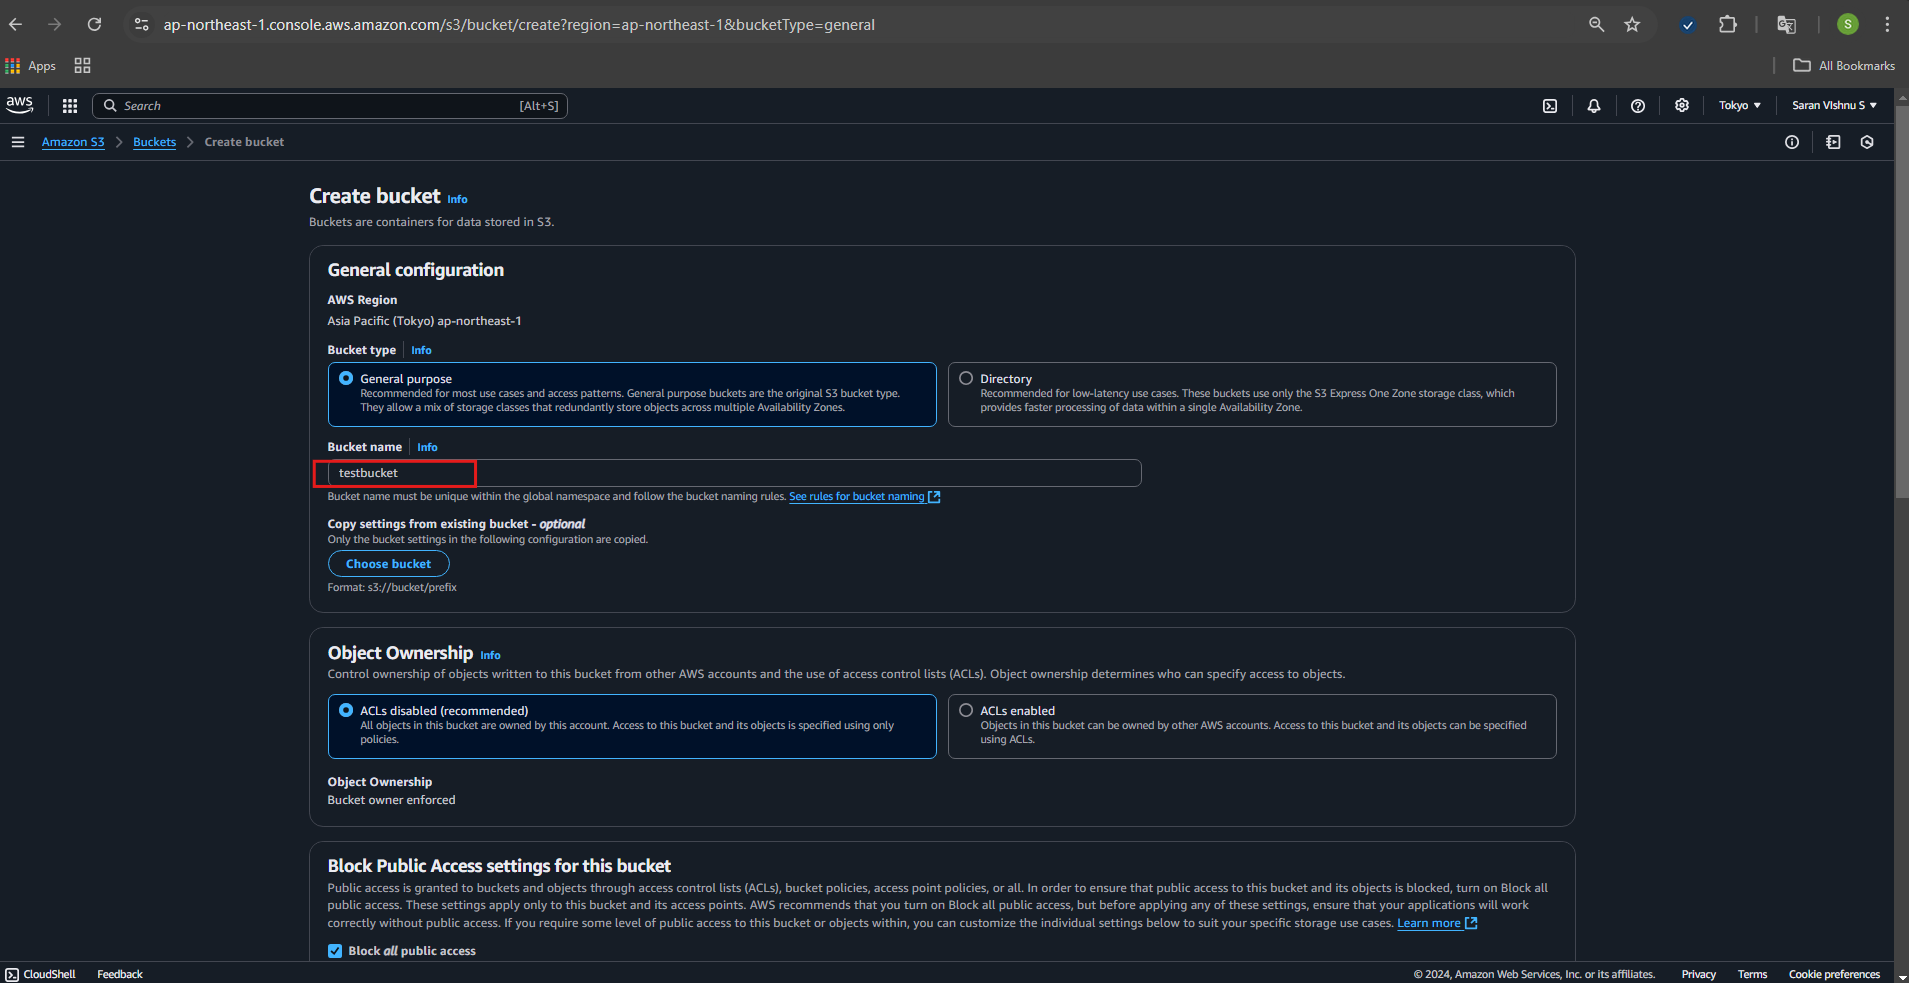 ap-northeast-1.console.aws.amazon.com/s3/bucket/create?region=ap-northeast-1&bucketType=general
S
Apps
All Bookmarks
aws
Search
[Alt+S]
Tokyo
Saran VIshnu S
Amazon S3
Buckets
Create bucket
Create bucket Info
Buckets are containers for data stored in S3.
General configuration
AWS Region
Asia Pacific (Tokyo) ap-northeast-1
Bucket type Info
General purpose
Recommended for most use cases and access patterns. General purpose buckets are the original S3 bucket type.
They allow a mix of storage classes that redundantly store objects across multiple Availability Zones.
Directory
Recommended for low-latency use cases. These buckets use only the S3 Express One Zone storage class, which
provides faster processing of data within a single Availability Zone.
Bucket name Info
testbucket
Bucket name must be unique within the global namespace and follow the bucket naming rules. See rules for bucket naming
Copy settings from existing bucket - optional
Only the bucket settings in the following configuration are copied.
Choose bucket
Format: s3://bucket/prefix
Object Ownership Info
Control ownership of objects written to this bucket from other AWS accounts and the use of access control lists (ACLs). Object ownership determines who can specify access to objects.
ACLs disabled (recommended)
All objects in this bucket are owned by this account. Access to this bucket and its objects is specified using only
policies.
ACLs enabled
Objects in this bucket can be owned by other AWS accounts. Access to this bucket and its objects can be specified
using ACLs.
Object Ownership
Bucket owner enforced
Block Public Access settings for this bucket
Public access is granted to buckets and objects through access control lists (ACLs), bucket policies, access point policies, or all. In order to ensure that public access to this bucket and its objects is blocked, turn on Block all
public access. These settings apply only to this bucket and its access points. AWS recommends that you turn on Block all public access, but before applying any of these settings, ensure that your applications will work
correctly without public access. If you require some level of public access to this bucket or objects within, you can customize the individual settings below to suit your specific storage use cases. Learn more
Block all public access
CloudShell
Feedback
© 2024, Amazon Web Services, Inc. or its affiliates.
Privacy
Terms
Cookie preferences